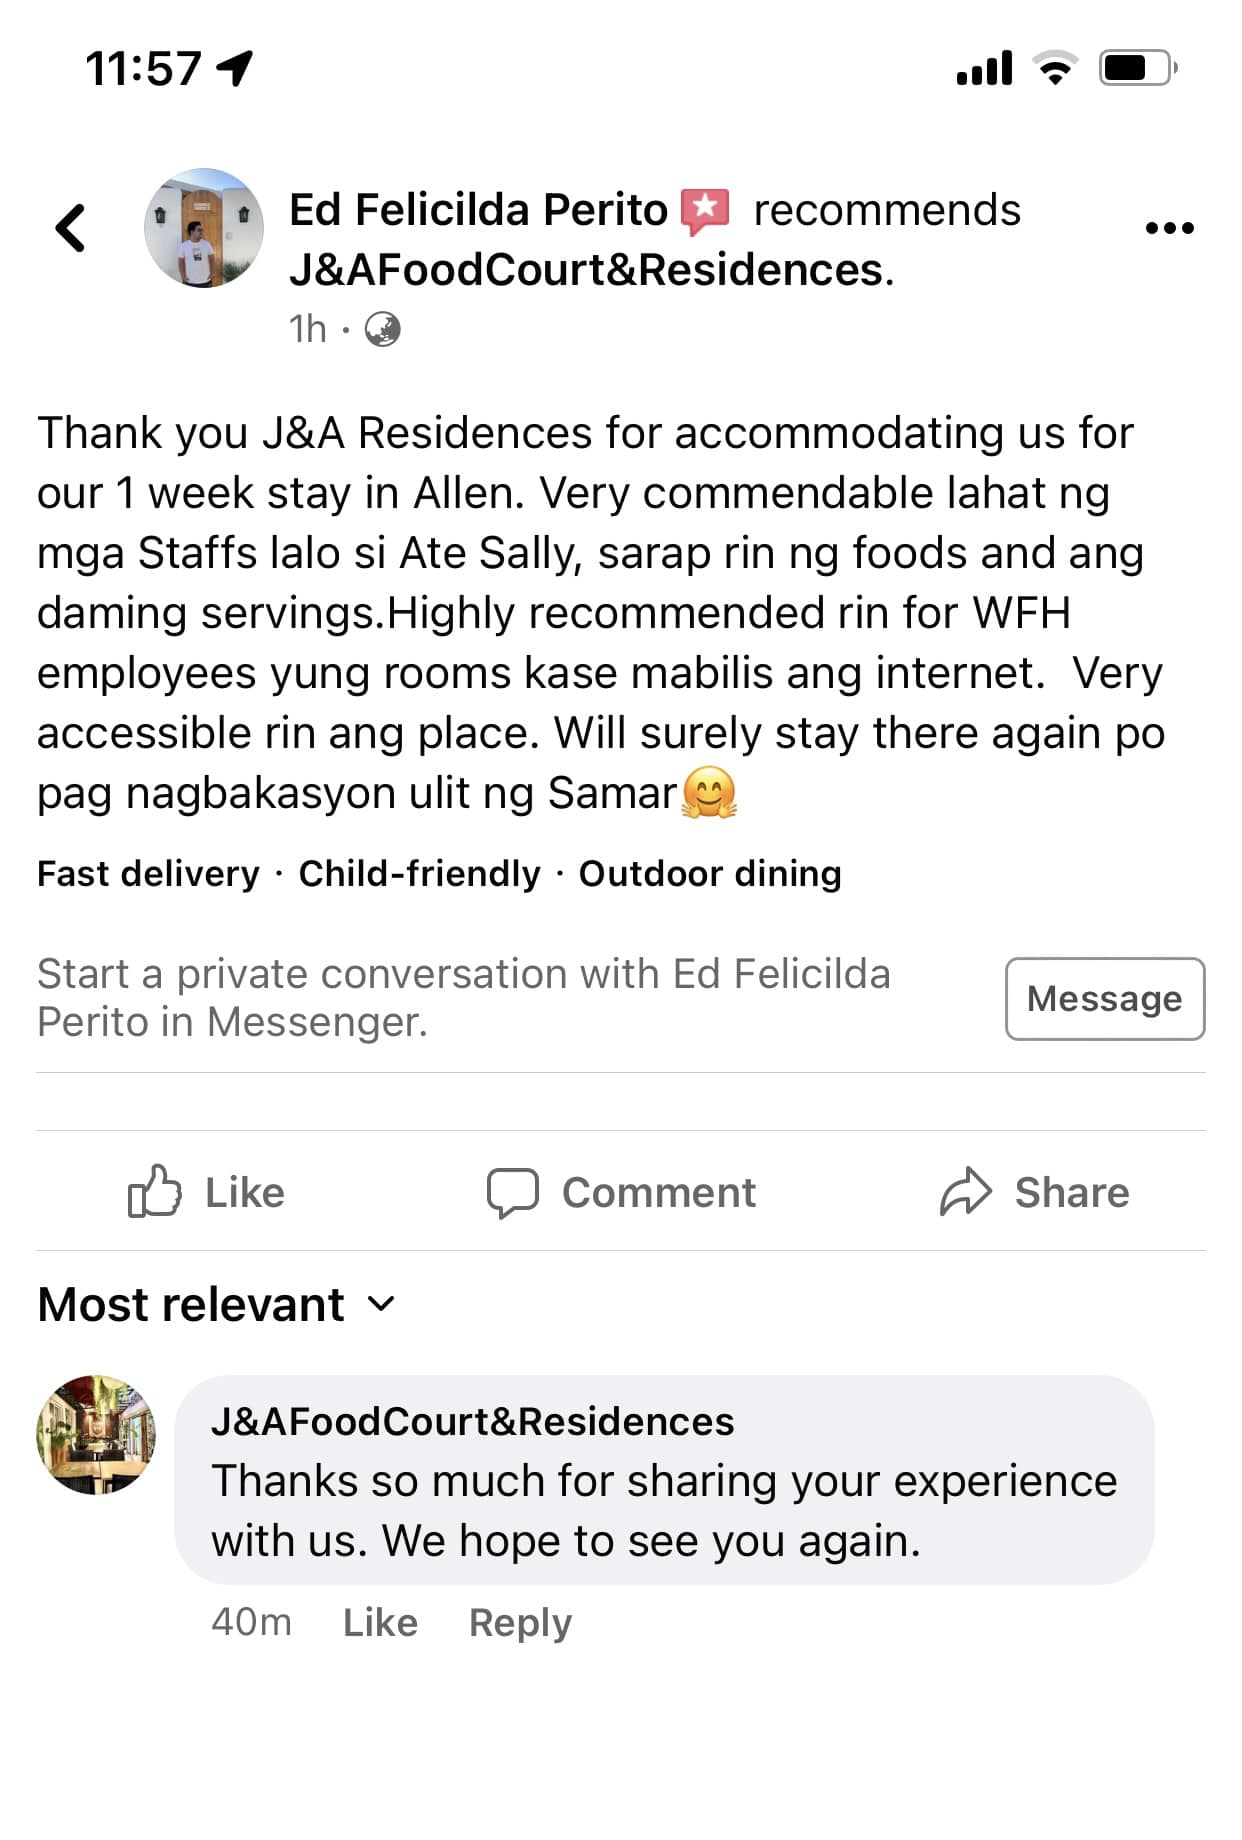 11:57
Ed Felicilda Perito recommends
J&AFoodCourt&Residences.
1h ·
Thank you J&A Residences for accommodating us for
our 1 week stay in Allen. Very commendable lahat ng
mga Staffs lalo si Ate Sally, sarap rin ng foods and ang
daming servings.Highly recommended rin for WFH
employees yung rooms kase mabilis ang internet.  Very
accessible rin ang place. Will surely stay there again po
pag nagbakasyon ulit ng Samar🤗
Fast delivery · Child-friendly · Outdoor dining
Start a private conversation with Ed Felicilda
Perito in Messenger.
Message
Like Comment Share
Most relevant
J&AFoodCourt&Residences
Thanks so much for sharing your experience
with us. We hope to see you again.
40m Like Reply